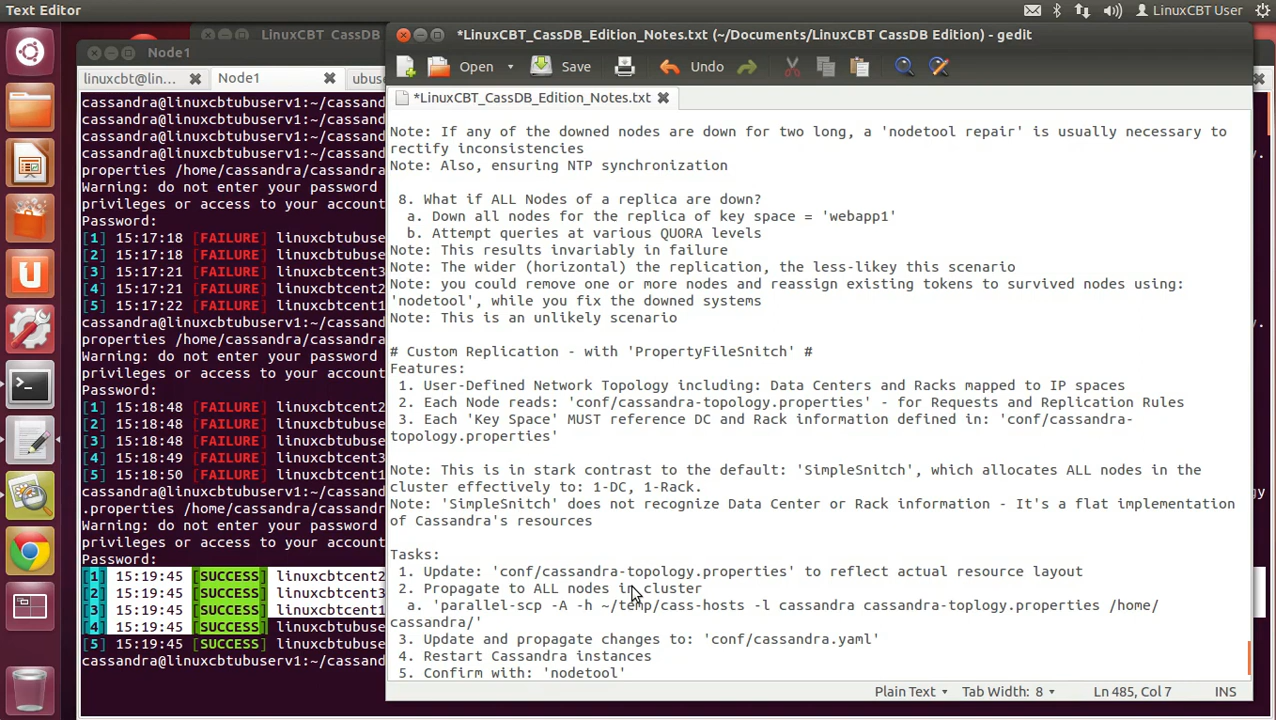 Text Editor
LinuxCBT User
LinuxCBT CassDB
Node1
linuxcbt@lin...
Node1
ubuse
cassandra@linuxcbtubuserv1:~/cassand
cassandra@linuxcbtubuserv1:~/cassand
cassandra@linuxcbtubuserv1:~/cassand
cassandra@linuxcbtubuserv1:~/cassand
properties /home/cassandra/cassandra
Warning: do not enter your password
privileges or access to your account
Password:
[1] 15:17:18 [FAILURE] linuxcbtubuse
[2] 15:17:18 [FAILURE] linuxcbtubuse
[3] 15:17:21 [FAILURE] linuxcbtcent3
[4] 15:17:21 [FAILURE] linuxcbtcent2
[5] 15:17:22 [FAILURE] linuxcbtcent1
cassandra@linuxcbtubuserv1:~/cassand
properties /home/cassandra/cassandra
Warning: do not enter your password
privileges or access to your account
Password:
[1] 15:18:48 [FAILURE] linuxcbtcent2
[2] 15:18:48 [FAILURE] linuxcbtubuse
[3] 15:18:48 [FAILURE] linuxcbtubuse
[4] 15:18:49 [FAILURE] linuxcbtcent3
[5] 15:18:50 [FAILURE] linuxcbtcent1
cassandra@linuxcbtubuserv1:~/cassand
.properties /home/cassandra/cassandr
Warning: do not enter your password
privileges or access to your account
Password:
[1] 15:19:45 [SUCCESS] linuxcbtcent2
[2] 15:19:45 [SUCCESS] linuxcbtcent3
[3] 15:19:45 [SUCCESS] linuxcbtcent1
[4] 15:19:45 [SUCCESS] linuxcbtubuse
[5] 15:19:45 [SUCCESS] linuxcbtubuse
cassandra@linuxcbtubuserv1:~/cassand
*LinuxCBT_CassDB_Edition_Notes.txt (~/Documents/LinuxCBT CassDB Edition) - gedit
Open Save Undo
*LinuxCBT_CassDB_Edition_Notes.txt
Note: If any of the downed nodes are down for two long, a 'nodetool repair' is usually necessary to
rectify inconsistencies
Note: Also, ensuring NTP synchronization
8. What if ALL Nodes of a replica are down?
a. Down all nodes for the replica of key space = 'webapp1'
b. Attempt queries at various QUORA levels
Note: This results invariably in failure
Note: The wider (horizontal) the replication, the less-likey this scenario
Note: you could remove one or more nodes and reassign existing tokens to survived nodes using:
'nodetool', while you fix the downed systems
Note: This is an unlikely scenario
# Custom Replication - with 'PropertyFileSnitch' #
Features:
1. User-Defined Network Topology including: Data Centers and Racks mapped to IP spaces
2. Each Node reads: 'conf/cassandra-topology.properties' - for Requests and Replication Rules
3. Each 'Key Space' MUST reference DC and Rack information defined in: 'conf/cassandra-
topology.properties'
Note: This is in stark contrast to the default: 'SimpleSnitch', which allocates ALL nodes in the
cluster effectively to: 1-DC, 1-Rack.
Note: 'SimpleSnitch' does not recognize Data Center or Rack information - It's a flat implementation
of Cassandra's resources
Tasks:
1. Update: 'conf/cassandra-topology.properties' to reflect actual resource layout
2. Propagate to ALL nodes in cluster
a. 'parallel-scp -A -h ~/temp/cass-hosts -l cassandra cassandra-toplogy.properties /home/
cassandra/'
3. Update and propagate changes to: 'conf/cassandra.yaml'
4. Restart Cassandra instances
5. Confirm with: 'nodetool'
Plain Text Tab Width: 8 Ln 485, Col 7 INS